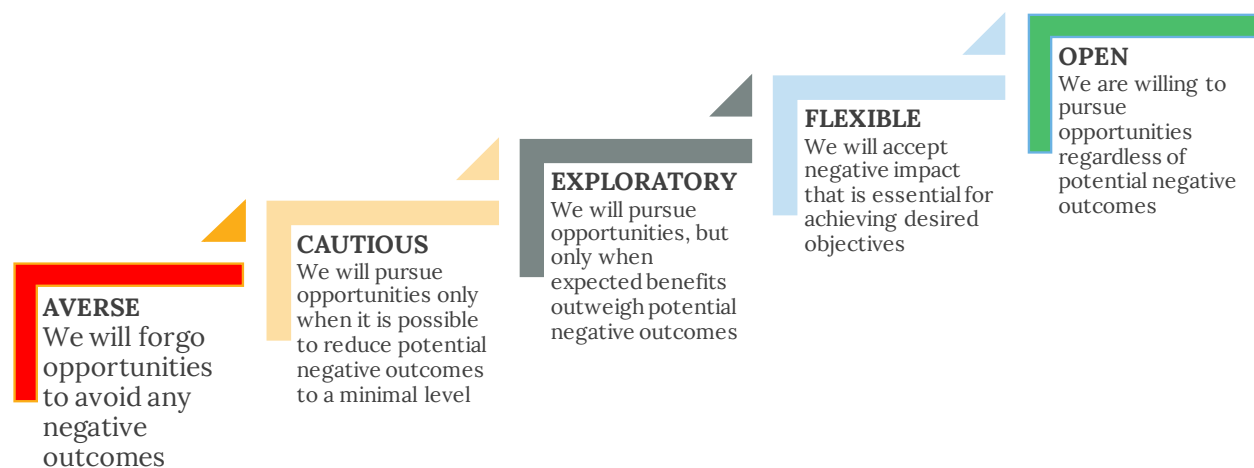 AVERSE
We will forgo
opportunities
to avoid any
negative
outcomes
CAUTIOUS
We will pursue
opportunities only
when it is possible
to reduce potential
negative outcomes
to a minimal level
EXPLORATORY
We will pursue
opportunities, but
only when
expected benefits
outweigh potential
negative outcomes
FLEXIBLE
We will accept
negative impact
that is essential for
achieving desired
objectives
OPEN
We are willing to
pursue
opportunities
regardless of
potential negative
outcomes